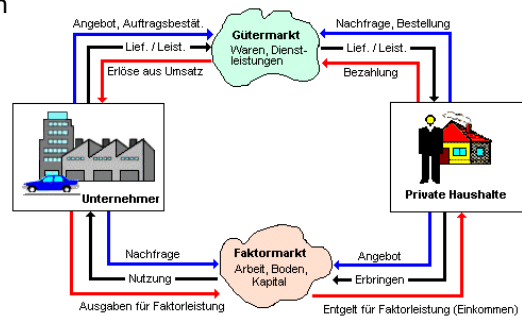 n
Angebot, Auftragsbestät.
Nachfrage, Bestellung
Gütermarkt
Lief. / Leist.
Waren, Dienst-
leistungen
Lief. / Leist.
Erlöse aus Umsatz
Bezahlung
Unternehmer
Private Haushalte
Nachfrage
Faktormarkt
Angebot
Nutzung
Arbeit, Boden,
Kapital
Erbringen
Ausgaben für Faktorleistung
Entgelt für Faktorleistung (Einkommen)